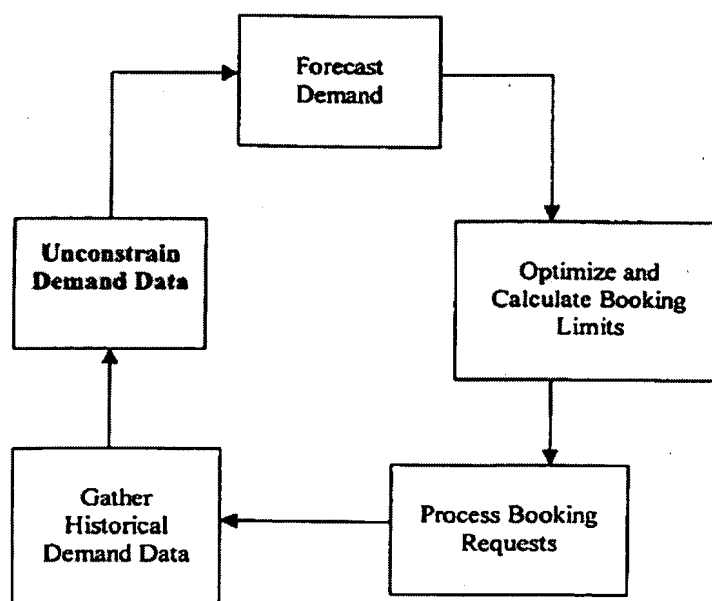 Forecast
Demand
Unconstrain
Demand Data
Optimize and
Calculate Booking
Limits
Gather
Historical
Demand Data
Process Booking
Requests